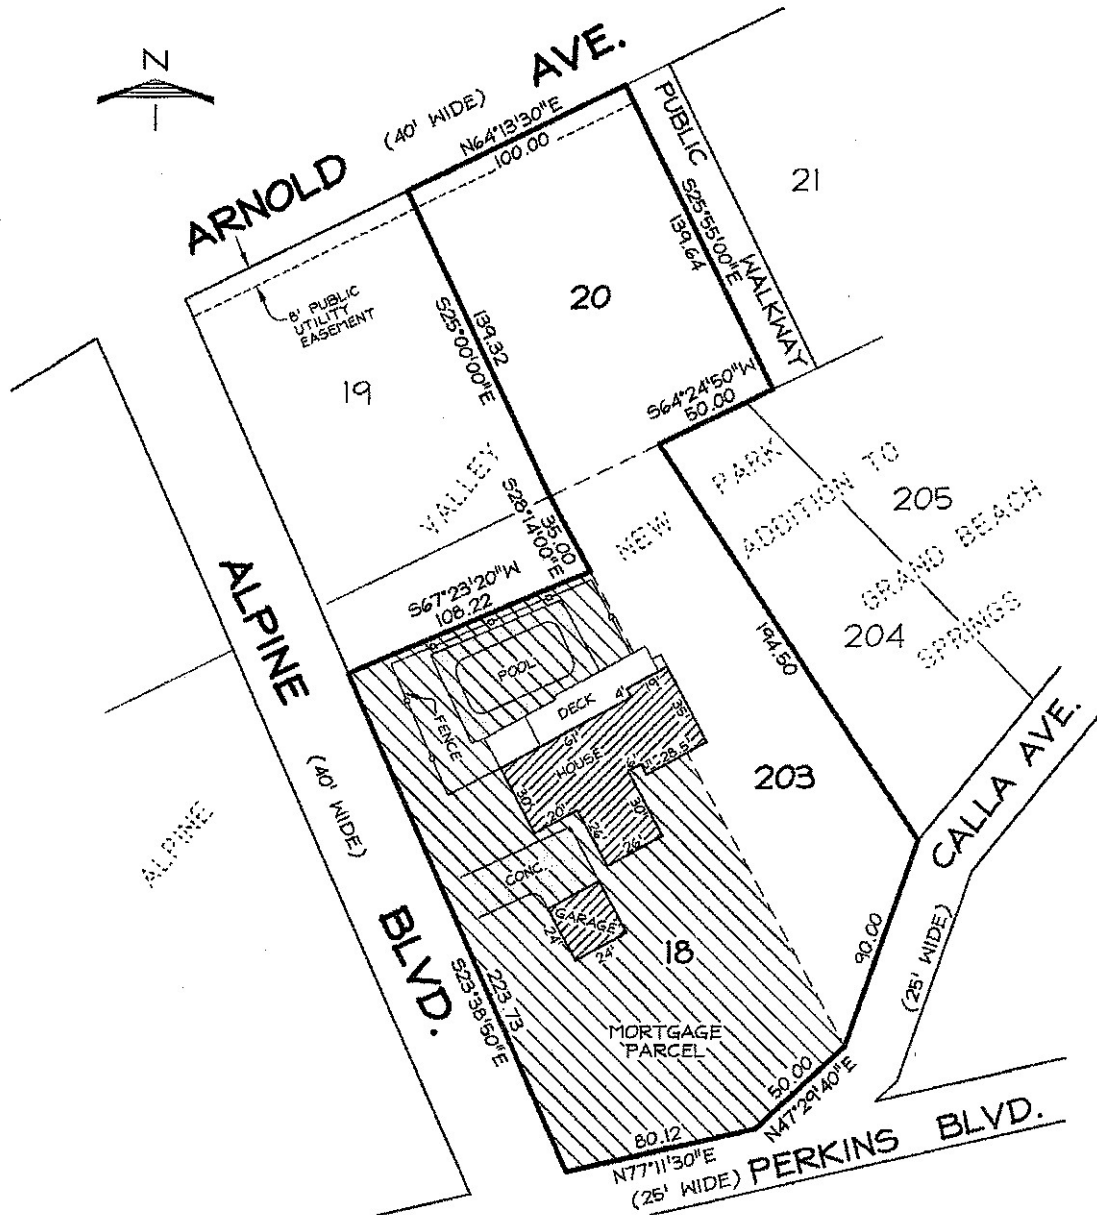 N
ARNOLD AVE.
(40' WIDE)
N64°13'30"E
100.00
PUBLIC WALKWAY
S25°55'00"E
139.64
21
20
8' PUBLIC
UTILITY
EASEMENT
19
139.32
S25°00'00"E
S64°24'50"W
50.00
VALLEY
PARK
NEW
ADDITION TO
GRAND BEACH
SPRINGS
205
204
35.00
S28°14'00"E
S67°23'20"W
108.22
ALPINE BLVD.
(40' WIDE)
ALPINE
POOL
DECK
FENCE
HOUSE
4'
19'
35'
61'
6'
28.5'
30'
20'
26'
30'
26'
CONC.
GARAGE
24'
24'
194.50
203
CALLA AVE.
(25' WIDE)
90.00
18
223.73
S23°38'50"E
MORTGAGE
PARCEL
50.00
N47°29'40"E
80.12
N77°11'30"E
(25' WIDE) PERKINS BLVD.